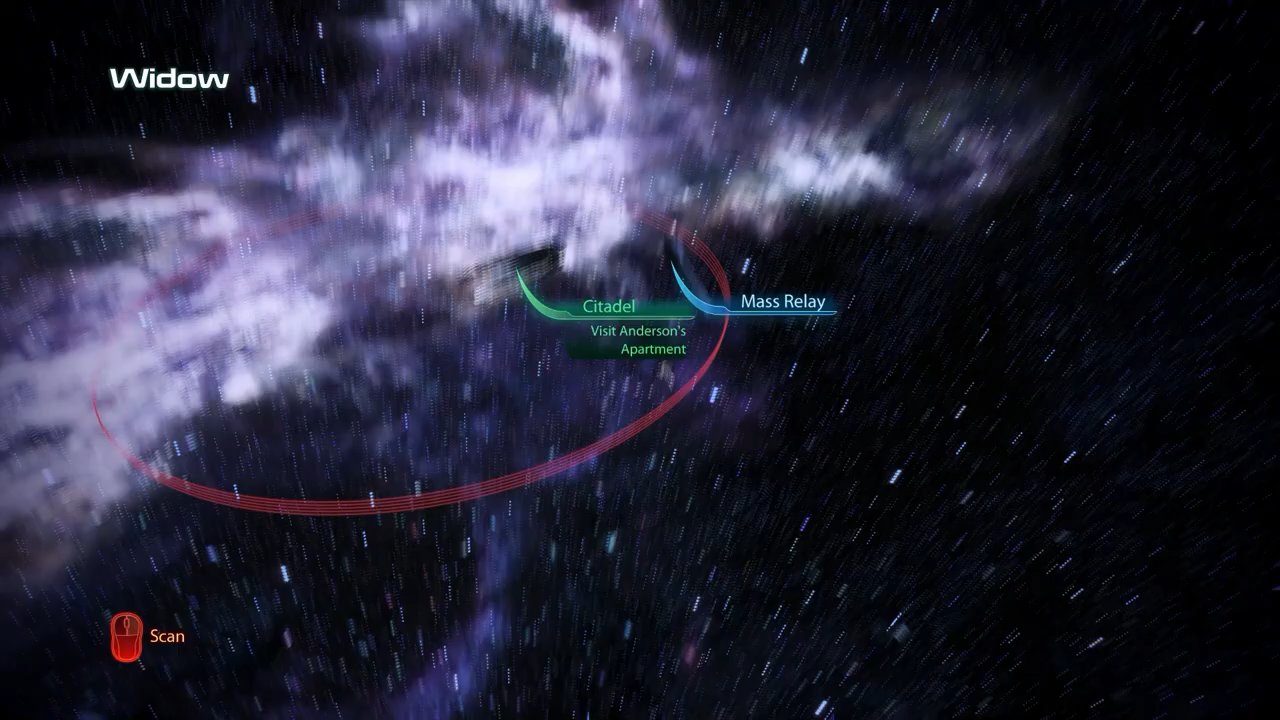 Widow
Citadel
Mass Relay
Visit Anderson's
Apartment
Scan